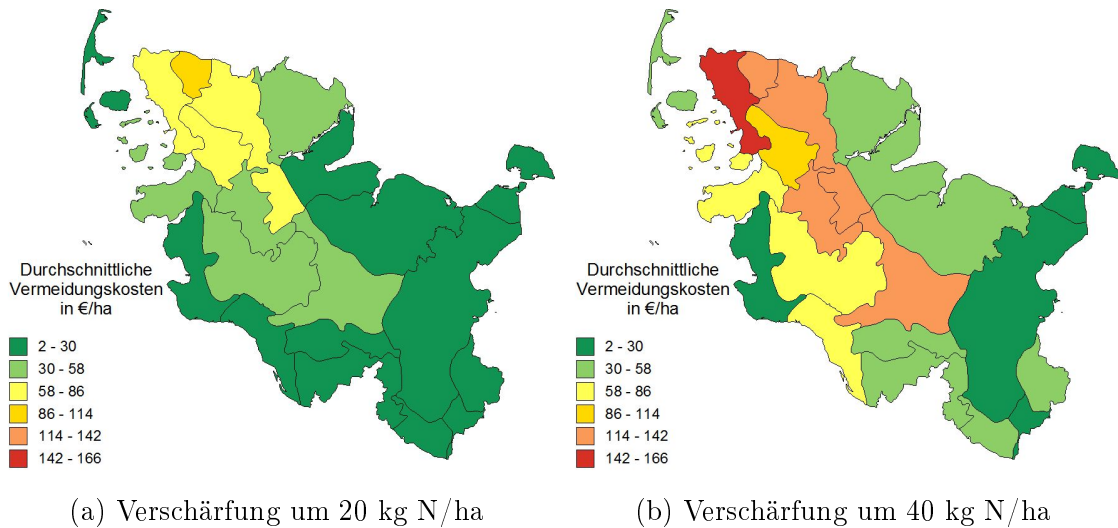 Durchschnittliche
Vermeidungskosten
in €/ha
2 - 30
30 - 58
58 - 86
86 - 114
114 - 142
142 - 166
(a) Verschärfung um 20 kg N/ha
Durchschnittliche
Vermeidungskosten
in €/ha
2 - 30
30 - 58
58 - 86
86 - 114
114 - 142
142 - 166
(b) Verschärfung um 40 kg N/ha